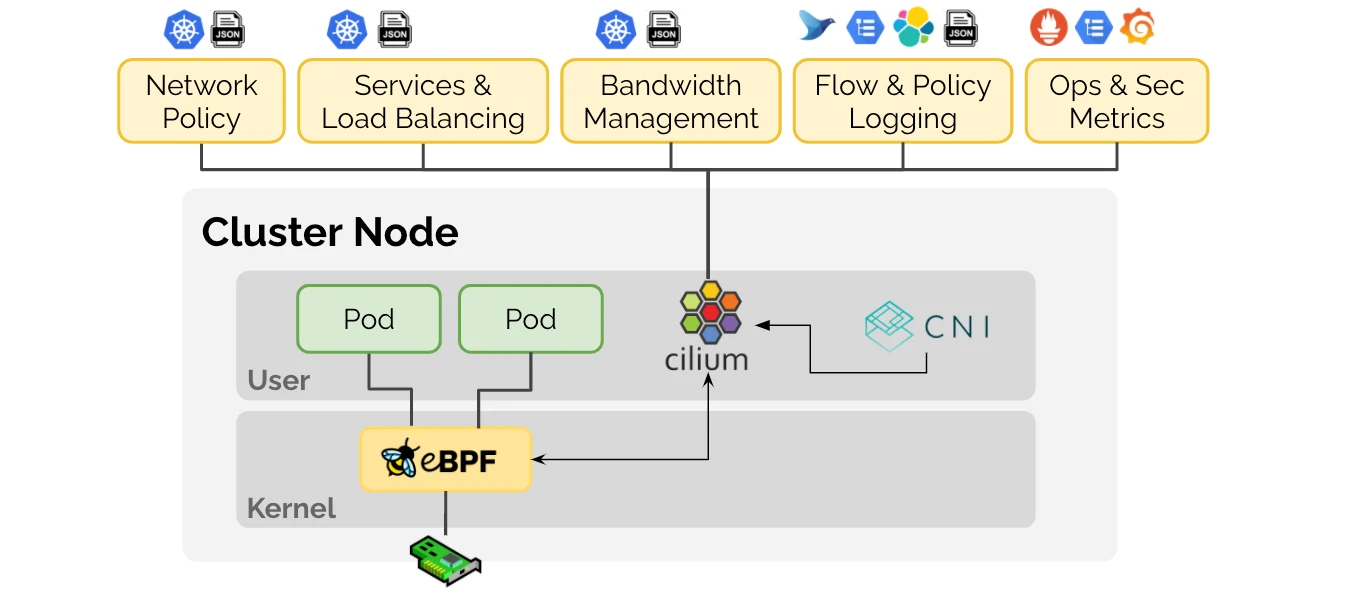 JSON
JSON
JSON
JSON
Network
Policy
Services &
Load Balancing
Bandwidth
Management
Flow & Policy
Logging
Ops & Sec
Metrics
Cluster Node
Pod
Pod
cilium
CNI
User
eBPF
Kernel